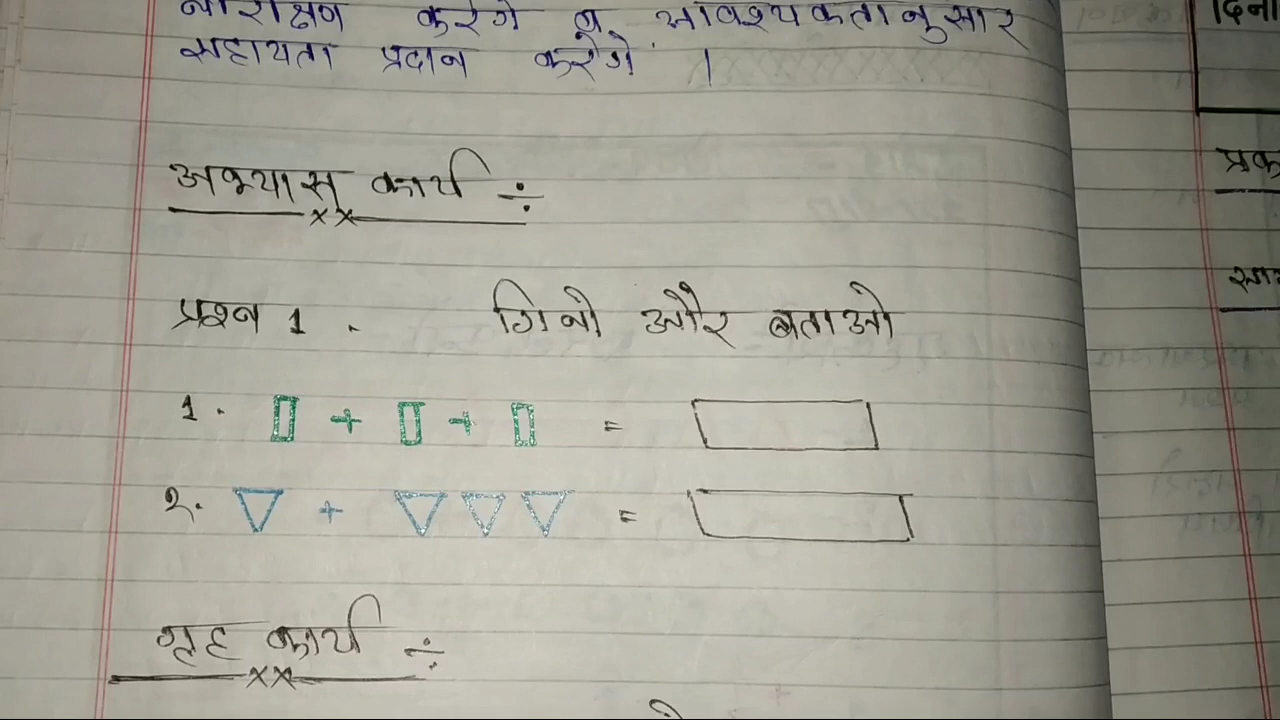 निरीक्षण करेंगे व आवश्यकतानुसार
सहायता प्रदान करेगे ।
अभ्यास कार्य ÷
प्रश्न 1 . गिनो और बताओ
1. + + =
2. + =
गृह कार्य ÷